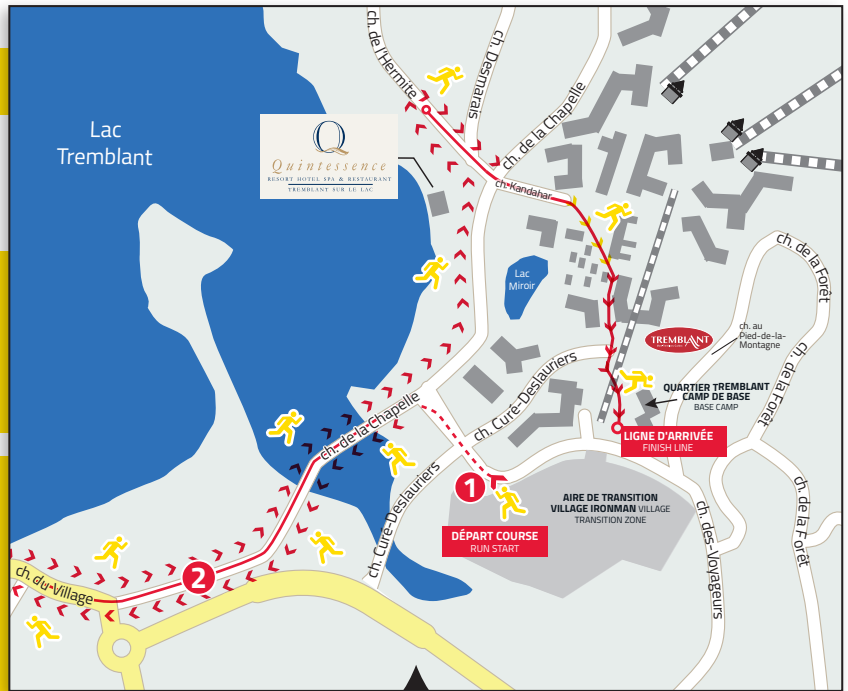 Lac
Tremblant
Q
Quintessence
RESORT HOTEL SPA & RESTAURANT
TREMBLANT SUR LE LAC
ch. de l'Hermite
ch. Desmarais
ch. de la Chapelle
ch. Kandahar
Lac
Miroir
ch. de la Forêt
TREMBLANT
ch. au
Pied-de-la-
Montagne
ch. de la Forêt
QUARTIER TREMBLANT
CAMP DE BASE
BASE CAMP
ch. Curé-Deslauriers
ch. de la Chapelle
LIGNE D'ARRIVÉE
FINISH LINE
1
AIRE DE TRANSITION
VILLAGE IRONMAN VILLAGE
TRANSITION ZONE
DÉPART COURSE
RUN START
ch. Curé-Deslauriers
ch. des-Voyageurs
ch. de la Forêt
2
ch. du Village